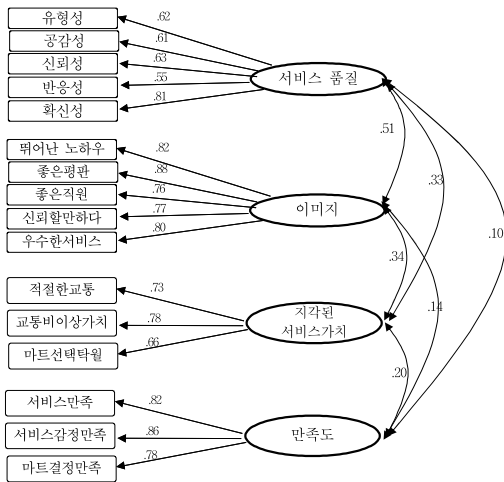 유형성
.62
공감성
.61
신뢰성
.63
서비스 품질
반응성
.55
확신성
.81
.51
뛰어난 노하우
.82
좋은평판
.88
.33
좋은직원
.76
이미지
신뢰할만하다
.77
.10
우수한서비스
.80
.34
적절한교통
.73
.14
지각된
서비스가치
교통비이상가치
.78
마트선택탁월
.66
.20
서비스만족
.82
서비스감정만족
.86
만족도
마트결정만족
.78